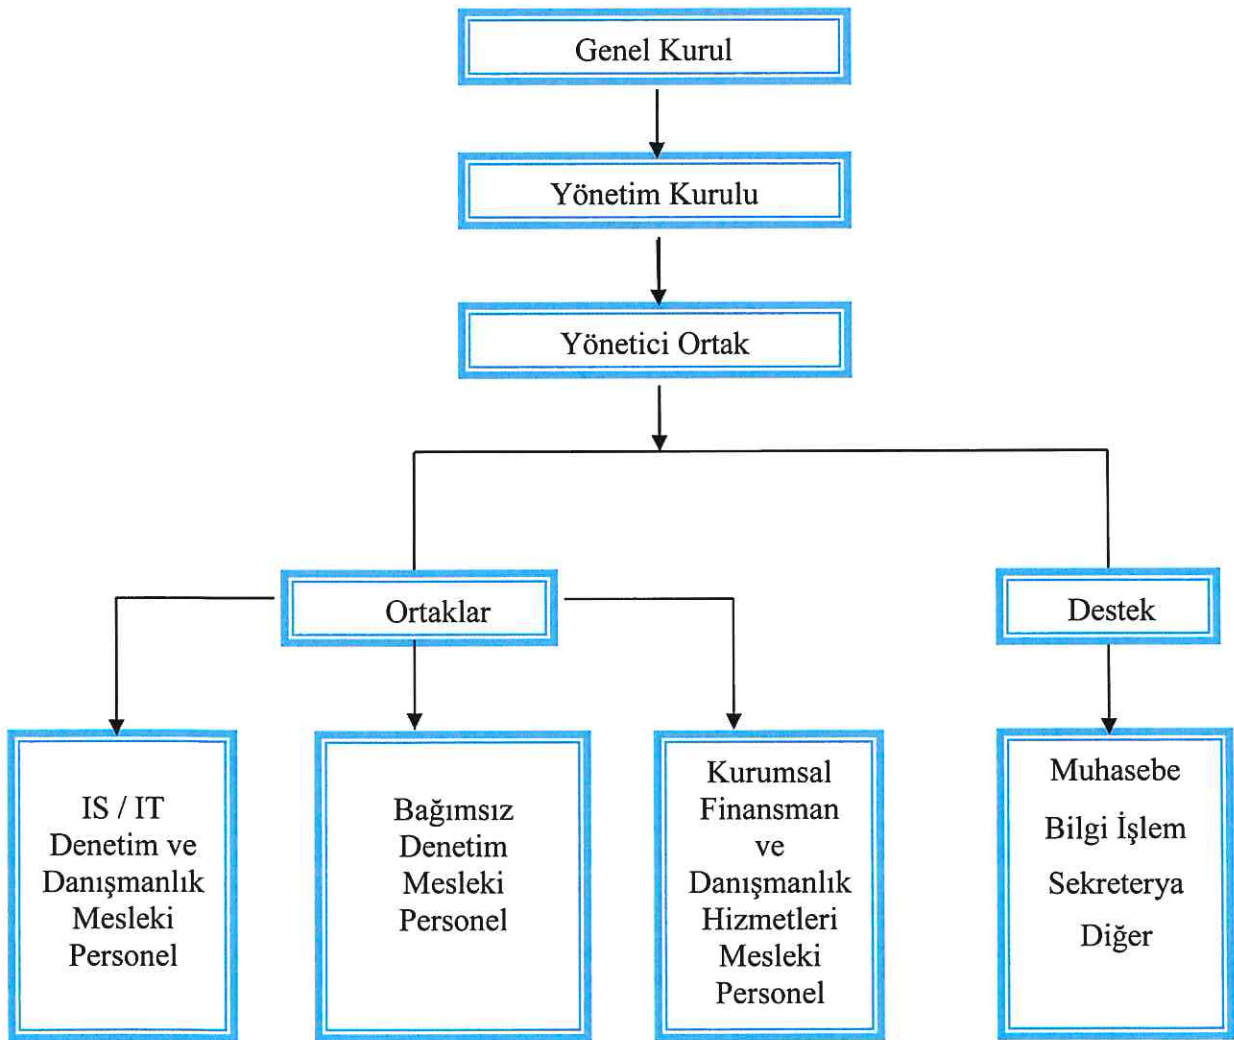 Genel Kurul
Yönetim Kurulu
Yönetici Ortak
Ortaklar
Destek
IS / IT
Denetim ve
Danışmanlık
Mesleki
Personel
Bağımsız
Denetim
Mesleki
Personel
Kurumsal
Finansman
ve
Danışmanlık
Hizmetleri
Mesleki
Personel
Muhasebe
Bilgi İşlem
Sekreterya
Diğer